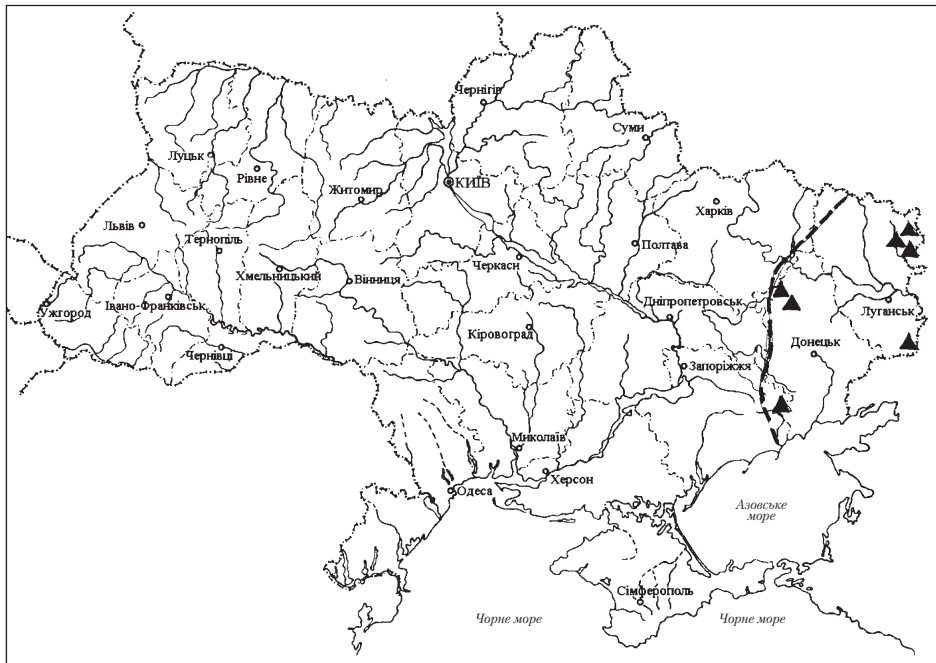 Чернігів
Суми
Луцьк
Рівне
Житомир
КИЇВ
Харків
Львів
Тернопіль
Полтава
Хмельницький
Вінниця
Черкаси
Ужгород
Івано-Франківськ
Дніпропетровськ
Луганськ
Кіровоград
Донецьк
Чернівці
Запоріжжя
Миколаїв
Херсон
Одеса
Азовське
море
Сімферополь
Чорне море
Чорне море